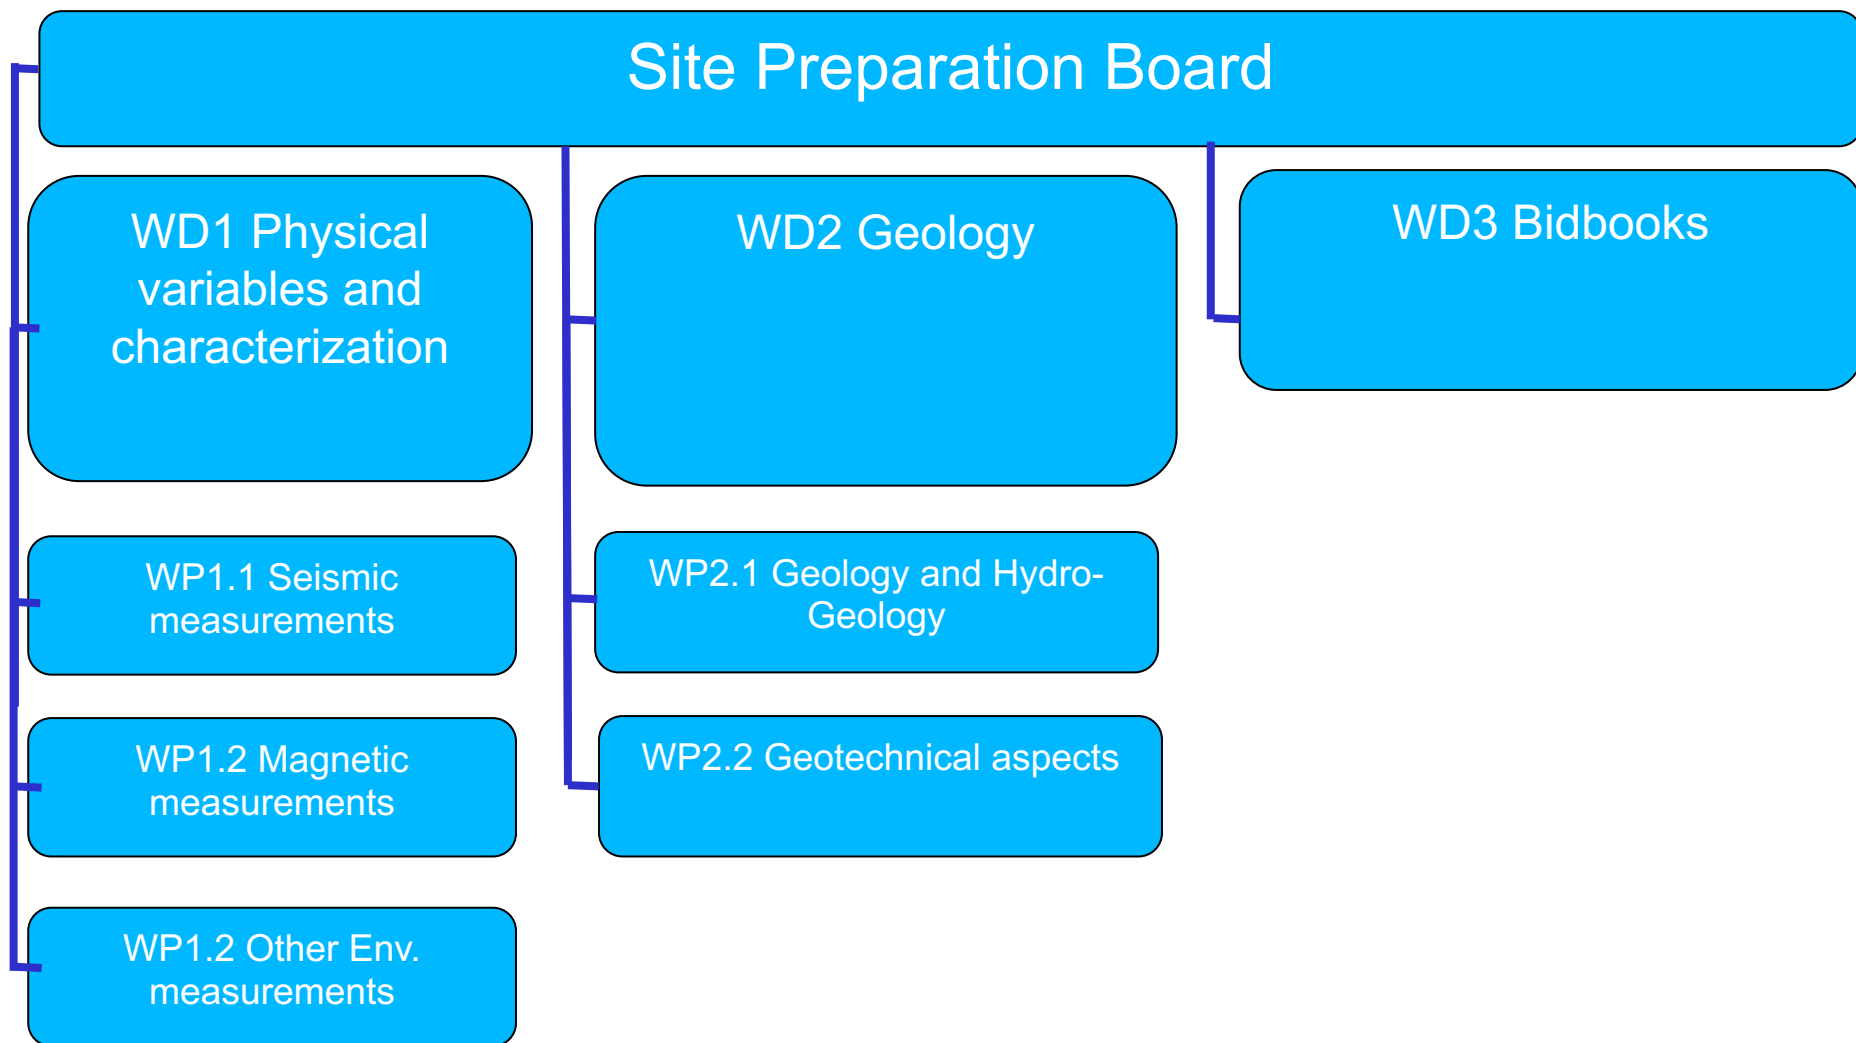 Site Preparation Board
WD1 Physical
variables and
characterization
WD2 Geology
WD3 Bidbooks
WP1.1 Seismic
measurements
WP2.1 Geology and Hydro-
Geology
WP1.2 Magnetic
measurements
WP2.2 Geotechnical aspects
WP1.2 Other Env.
measurements